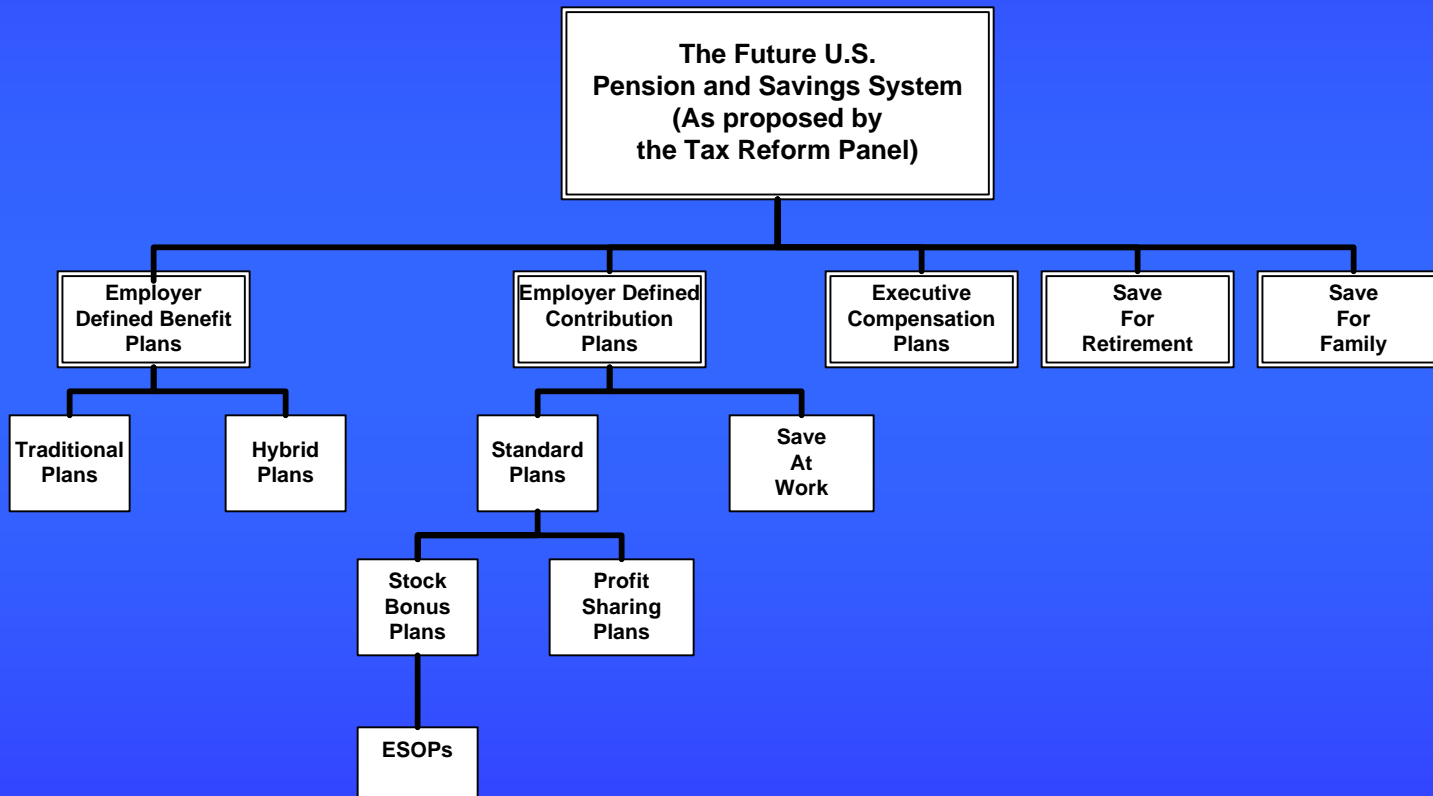 The Future U.S.
Pension and Savings System
(As proposed by
the Tax Reform Panel)
Employer
Defined Benefit
Plans
Employer Defined
Contribution
Plans
Executive
Compensation
Plans
Save
For
Retirement
Save
For
Family
Traditional
Plans
Hybrid
Plans
Standard
Plans
Save
At
Work
Stock
Bonus
Plans
Profit
Sharing
Plans
ESOPs